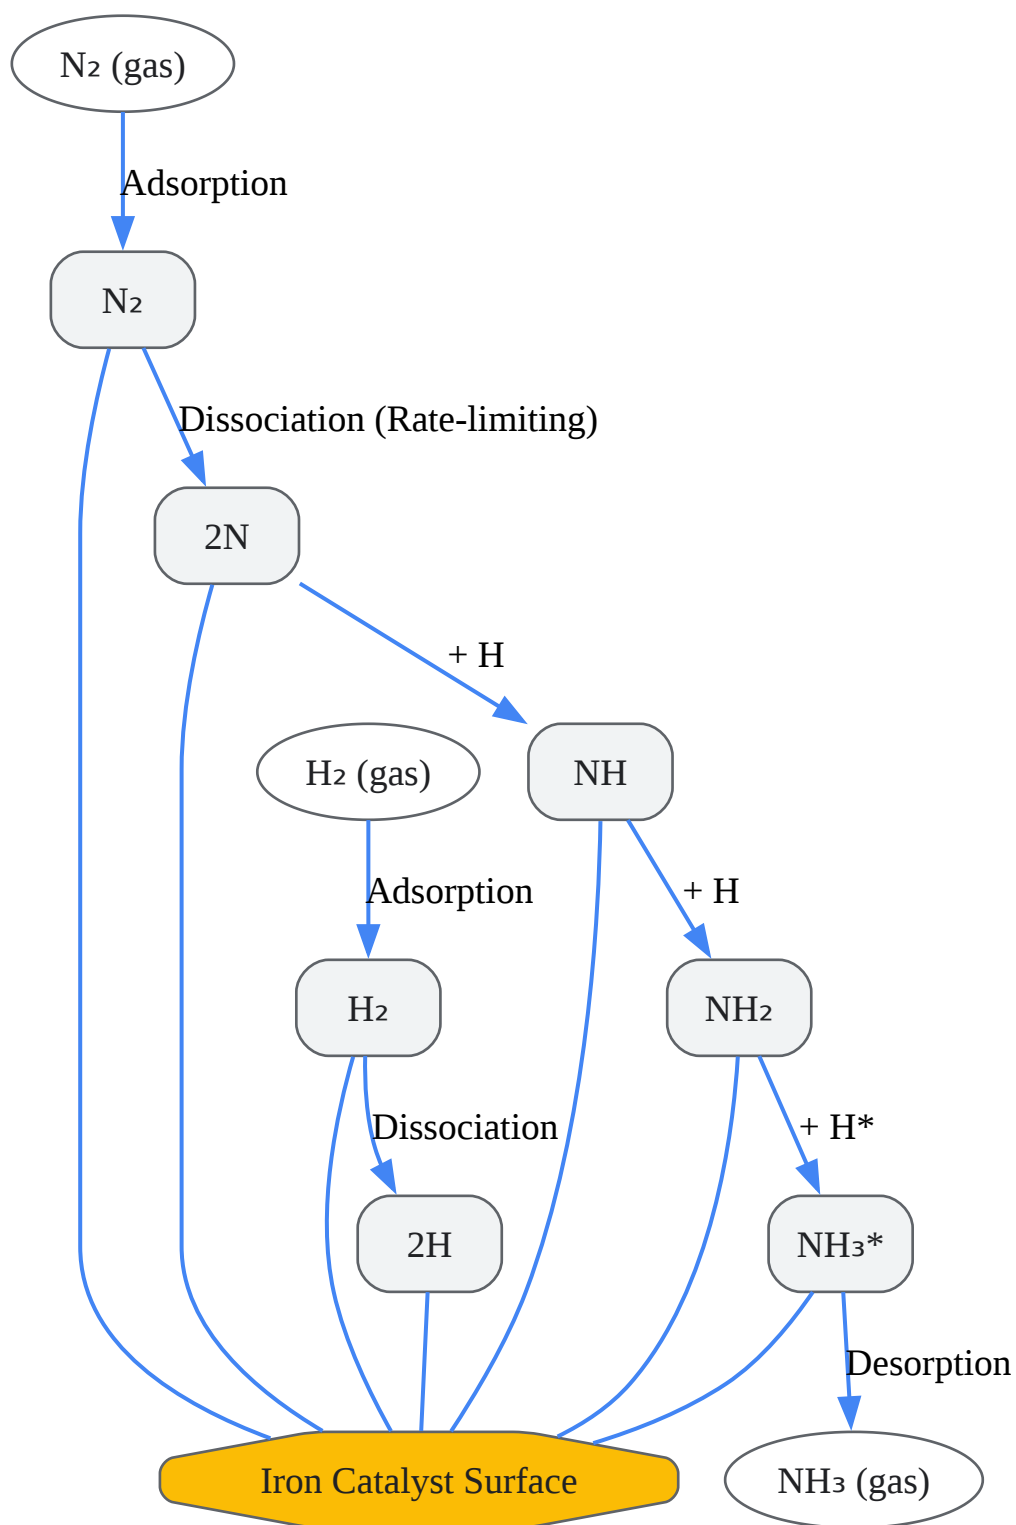 N₂ (gas)
Adsorption
N₂
Dissociation (Rate-limiting)
2N
+ H
H₂ (gas)
NH
Adsorption
+ H
H₂
NH₂
Dissociation
+ H*
2H
NH₃*
Desorption
Iron Catalyst Surface
NH₃ (gas)